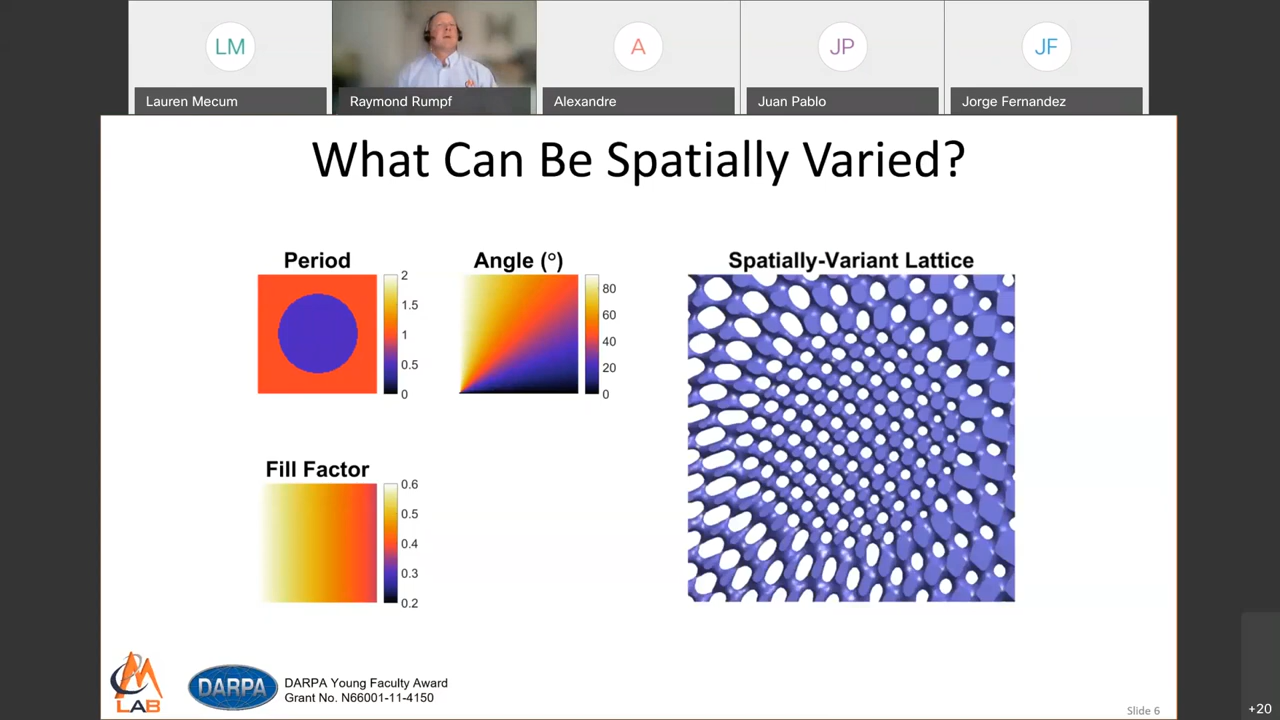 LM
A
JP
JF
Lauren Mecum
Raymond Rumpf
Alexandre
Juan Pablo
Jorge Fernandez
What Can Be Spatially Varied?
Period
2
1.5
1
0.5
0
Angle (°)
80
60
40
20
0
Spatially-Variant Lattice
Fill Factor
0.6
0.5
0.4
0.3
0.2
M
LAB
DARPA
DARPA Young Faculty Award
Grant No. N66001-11-4150
Slide 6
+20